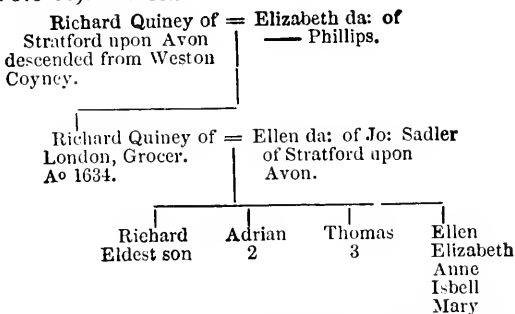 Richard Quiney of = Elizabeth da: of
Stratford upon Avon — Phillips.
descended from Weston
Coyney.
Richard Quiney of = Ellen da: of Jo: Sadler
London, Grocer. of Stratford upon
Aº 1634. Avon.
Richard Adrian Thomas Ellen
Eldest son 2 3 Elizabeth
Anne
Isbell
Mary